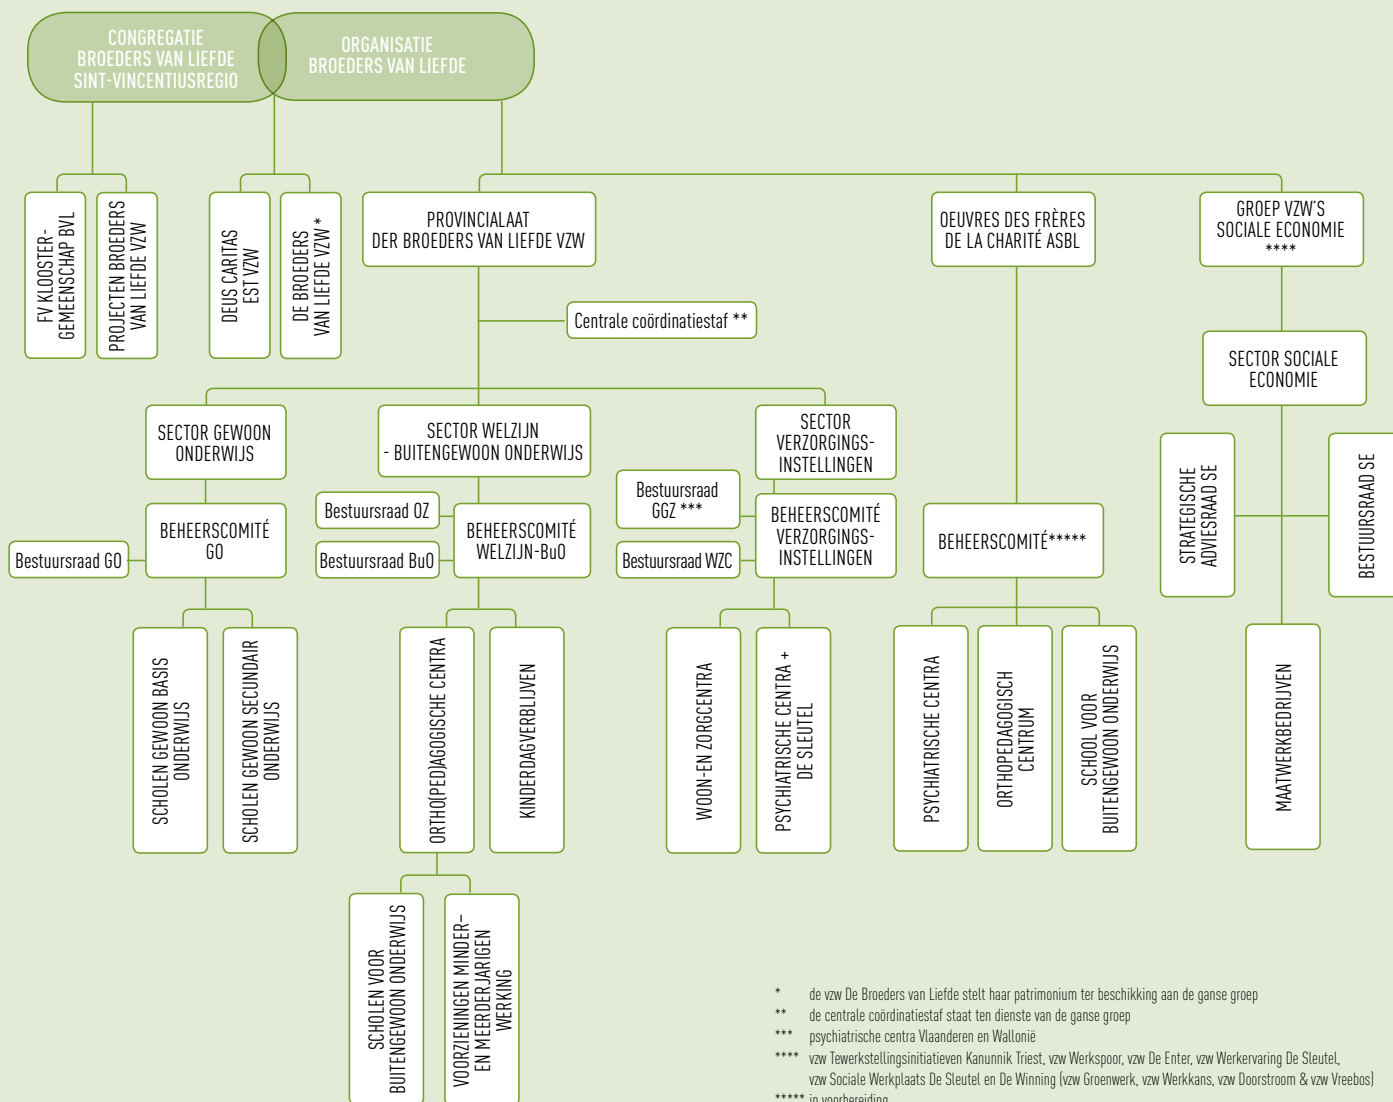 CONGREGATIE
BROEDERS VAN LIEFDE
SINT-VINCENTIUSREGIO
ORGANISATIE
BROEDERS VAN LIEFDE
FV KLOOSTER-
GEMEENSCHAP BVL
PROJECTEN BROEDERS
VAN LIEFDE VZW
DEUS CARITAS
EST VZW
DE BROEDERS
VAN LIEFDE VZW *
PROVINCIALAAT
DER BROEDERS VAN LIEFDE VZW
OEUVRES DES FRÈRES
DE LA CHARITÉ ASBL
GROEP VZW'S
SOCIALE ECONOMIE
****
Centrale coördinatiestaf **
SECTOR SOCIALE
ECONOMIE
SECTOR GEWOON
ONDERWIJS
SECTOR WELZIJN
- BUITENGEWOON ONDERWIJS
SECTOR
VERZORGINGS-
INSTELLINGEN
STRATEGISCHE
ADVIESRAAD SE
BESTUURSRAAD SE
BEHEERSCOMITÉ
GO
Bestuursraad GO
Bestuursraad OZ
Bestuursraad BuO
BEHEERSCOMITÉ
WELZIJN-BuO
Bestuursraad
GGZ ***
Bestuursraad WZC
BEHEERSCOMITÉ
VERZORGINGS-
INSTELLINGEN
BEHEERSCOMITÉ*****
SCHOLEN GEWOON BASIS
ONDERWIJS
SCHOLEN GEWOON SECUNDAIR
ONDERWIJS
ORTHO(PED)AGOGISCHE CENTRA
KINDERDAGVERBLIJVEN
WOON-EN ZORGCENTRA
PSYCHIATRISCHE CENTRA +
DE SLEUTEL
PSYCHIATRISCHE CENTRA
ORTHOPEDAGOGISCH
CENTRUM
SCHOOL VOOR
BUITENGEWOON ONDERWIJS
MAATWERKBEDRIJVEN
SCHOLEN VOOR
BUITENGEWOON ONDERWIJS
VOORZIENINGEN MINDER–
EN MEERDERJARIGEN
WERKING
* de vzw De Broeders van Liefde stelt haar patrimonium ter beschikking aan de ganse groep
** de centrale coördinatiestaf staat ten dienste van de ganse groep
*** psychiatrische centra Vlaanderen en Wallonië
**** vzw Tewerkstellingsinitiatieven Kanunnik Triest, vzw Werkspoor, vzw De Enter, vzw Werkervaring De Sleutel,
vzw Sociale Werkplaats De Sleutel en De Winning (vzw Groenwerk, vzw Werkkans, vzw Doorstroom & vzw Vreebos)
***** in voorbereiding